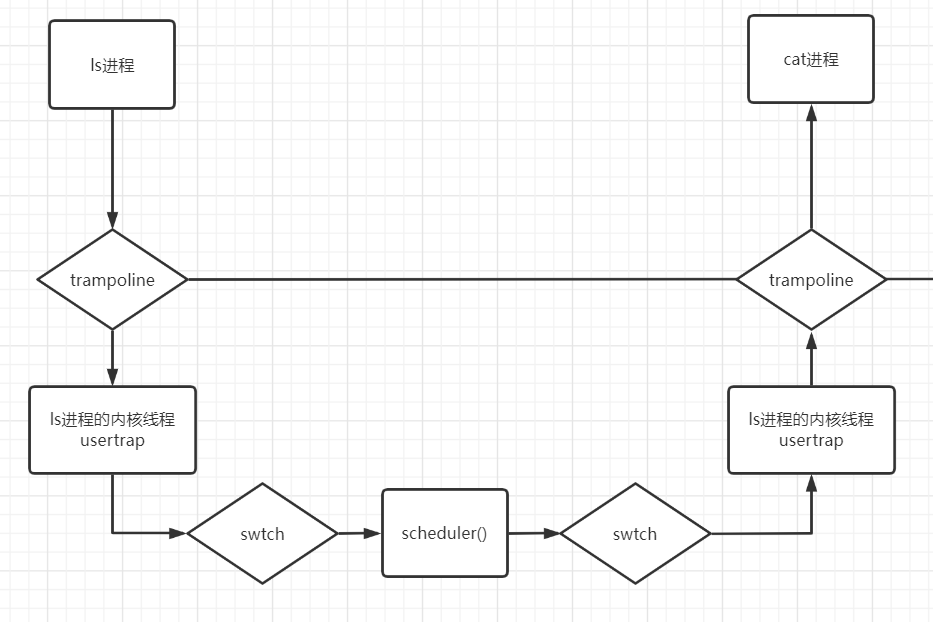 ls进程
cat进程
trampoline
trampoline
ls进程的内核线程
usertrap
ls进程的内核线程
usertrap
swtch
scheduler()
swtch